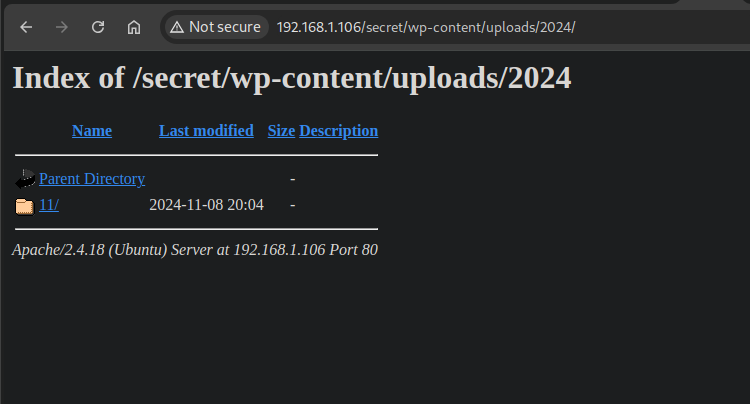 Not secure 192.168.1.106/secret/wp-content/uploads/2024/
Index of /secret/wp-content/uploads/2024
Name Last modified Size Description
Parent Directory -
11/ 2024-11-08 20:04 -
Apache/2.4.18 (Ubuntu) Server at 192.168.1.106 Port 80